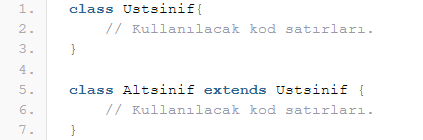 1. class Ustsinif{
2. // Kullanılacak kod satırları.
3. }
4.
5. class Altsinif extends Ustsinif {
6. // Kullanılacak kod satırları.
7. }